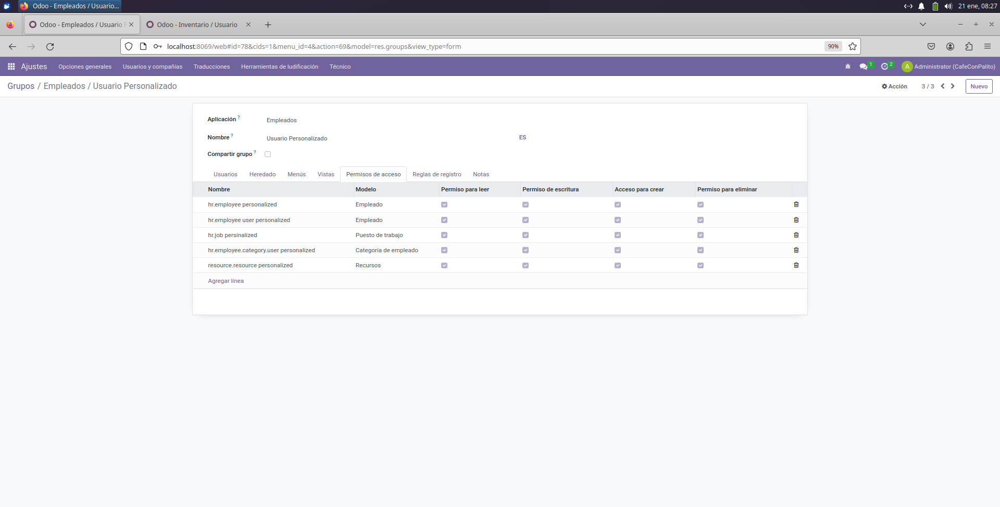 Odoo - Empleados / Usuario...
21 ene, 08:27
Odoo - Empleados / Usuario P
Odoo - Inventario / Usuario
localhost:8069/web#id=78&cids=1&menu_id=4&action=69&model=res.groups&view_type=form
90%
Ajustes
Opciones generales
Usuarios y compañías
Traducciones
Herramientas de ludificación
Técnico
1
2
A
Administrator (CafeConPalito)
Grupos / Empleados / Usuario Personalizado
Acción
3 / 3
Nuevo
Aplicación ?
Empleados
Nombre ?
Usuario Personalizado
ES
Compartir grupo ?
Usuarios
Heredado
Menús
Vistas
Permisos de acceso
Reglas de registro
Notas
Nombre Modelo Permiso para leer Permiso de escritura Acceso para crear Permiso para eliminar
hr.employee personalized Empleado
hr.employee user personalized Empleado
hr.job persinalized Puesto de trabajo
hr.employee.category.user personalized Categoría de empleado
resource.resource personalized Recursos
Agregar línea